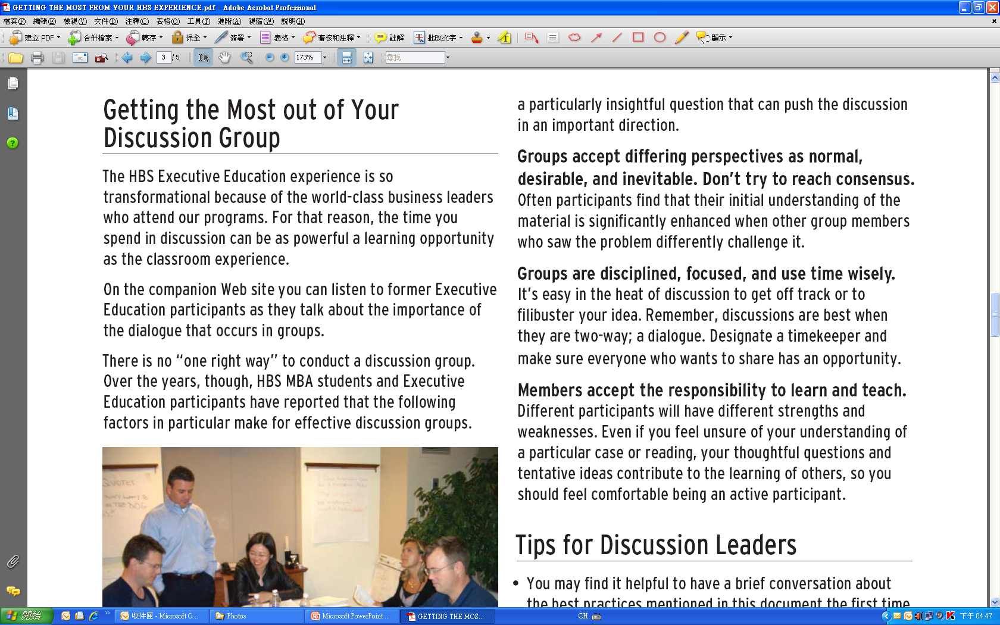 GETTING THE MOST FROM YOUR HBS EXPERIENCE.pdf - Adobe Acrobat Professional
檔案(F) 編輯(E) 檢視(V) 文件(D) 注釋(C) 表格(O) 工具(T) 進階(A) 視窗(W) 說明(H)
建立 PDF 合併檔案 轉存 保全 簽署 表格 審核和注釋 註解 批改文字 顯示
3 / 5 173% 尋找
Getting the Most out of Your
Discussion Group
The HBS Executive Education experience is so
transformational because of the world-class business leaders
who attend our programs. For that reason, the time you
spend in discussion can be as powerful a learning opportunity
as the classroom experience.
On the companion Web site you can listen to former Executive
Education participants as they talk about the importance of
the dialogue that occurs in groups.
There is no “one right way” to conduct a discussion group.
Over the years, though, HBS MBA students and Executive
Education participants have reported that the following
factors in particular make for effective discussion groups.
QUOTES
a particularly insightful question that can push the discussion
in an important direction.
Groups accept differing perspectives as normal,
desirable, and inevitable. Don’t try to reach consensus.
Often participants find that their initial understanding of the
material is significantly enhanced when other group members
who saw the problem differently challenge it.
Groups are disciplined, focused, and use time wisely.
It’s easy in the heat of discussion to get off track or to
filibuster your idea. Remember, discussions are best when
they are two-way; a dialogue. Designate a timekeeper and
make sure everyone who wants to share has an opportunity.
Members accept the responsibility to learn and teach.
Different participants will have different strengths and
weaknesses. Even if you feel unsure of your understanding of
a particular case or reading, your thoughtful questions and
tentative ideas contribute to the learning of others, so you
should feel comfortable being an active participant.
Tips for Discussion Leaders
• You may find it helpful to have a brief conversation about
the best practices mentioned in this document the first time
開始 收件匣 - Microsoft O... Photos Microsoft PowerPoint ... GETTING THE MOS... CH 下午 04:47